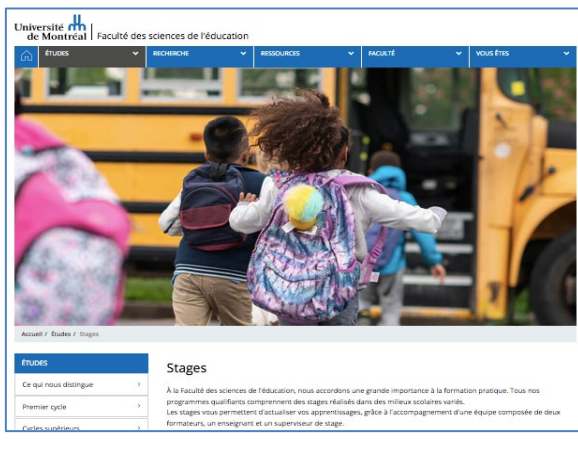 Université
de Montréal
Faculté des sciences de l'éducation
ÉTUDES
RECHERCHE
RESSOURCES
FACULTÉ
VOUS ÊTES
Accueil / Études / Stages
ÉTUDES
Ce qui nous distingue
Premier cycle
Cycles supérieurs
Stages
À la Faculté des sciences de l'éducation, nous accordons une grande importance à la formation pratique. Tous nos
programmes qualifiants comprennent des stages réalisés dans des milieux scolaires variés.
Les stages vous permettent d'actualiser vos apprentissages, grâce à l'accompagnement d'une équipe composée de deux
formateurs, un enseignant et un superviseur de stage.